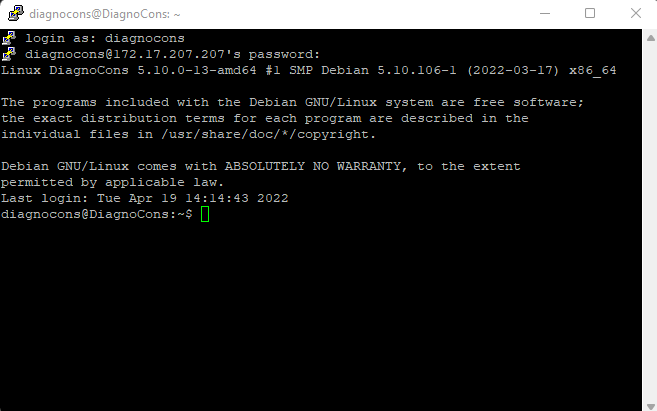 diagnocons@DiagnoCons: ~
login as: diagnocons
diagnocons@172.17.207.207's password:
Linux DiagnoCons 5.10.0-13-amd64 #1 SMP Debian 5.10.106-1 (2022-03-17) x86_64
The programs included with the Debian GNU/Linux system are free software;
the exact distribution terms for each program are described in the
individual files in /usr/share/doc/*/copyright.
Debian GNU/Linux comes with ABSOLUTELY NO WARRANTY, to the extent
permitted by applicable law.
Last login: Tue Apr 19 14:14:43 2022
diagnocons@DiagnoCons:~$